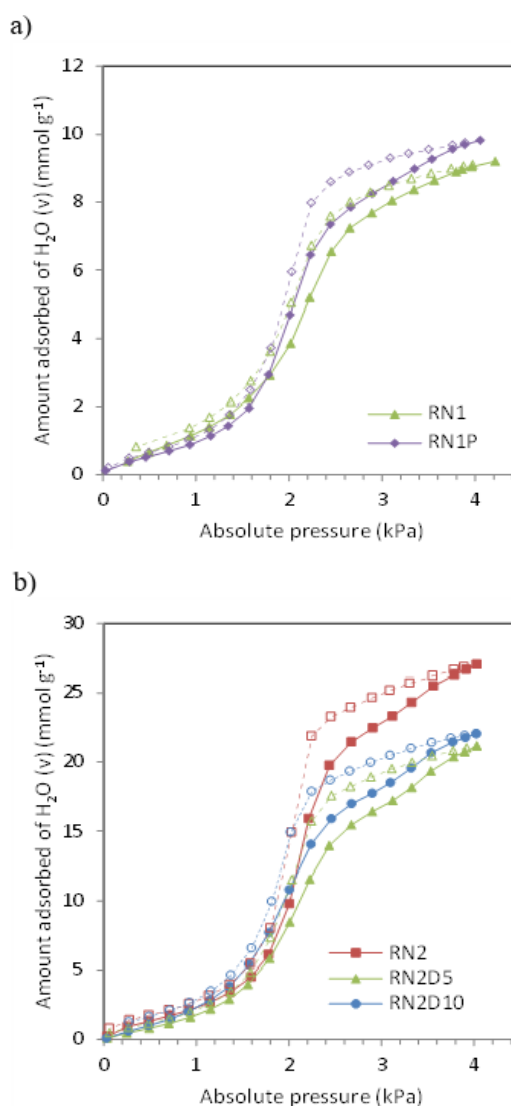 a)
Amount adsorbed of H₂O (v) (mmol g⁻¹)
12
10
8
6
4
2
0
RN1
RN1P
0 1 2 3 4
Absolute pressure (kPa)
b)
Amount adsorbed of H₂O (v) (mmol g⁻¹)
30
25
20
15
10
5
0
RN2
RN2D5
RN2D10
0 1 2 3 4
Absolute pressure (kPa)